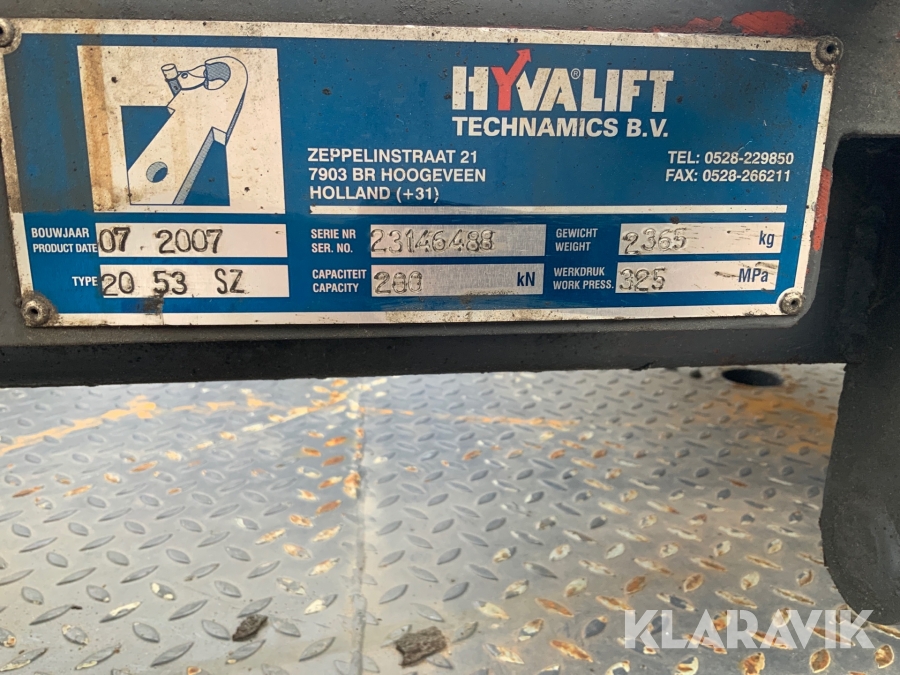 HYVALIFT®
TECHNAMICS B.V.
ZEPPELINSTRAAT 21
7903 BR HOOGEVEEN
HOLLAND (+31)
TEL: 0528-229850
FAX: 0528-266211
BOUWJAAR
PRODUCT DATE 07 2007
SERIE NR
SER. NO. 23146488
GEWICHT
WEIGHT 2365 kg
TYPE 20 53 SZ
CAPACITEIT
CAPACITY 200 kN
WERKDRUK
WORK PRESS. 325 MPa
KLARAVIK